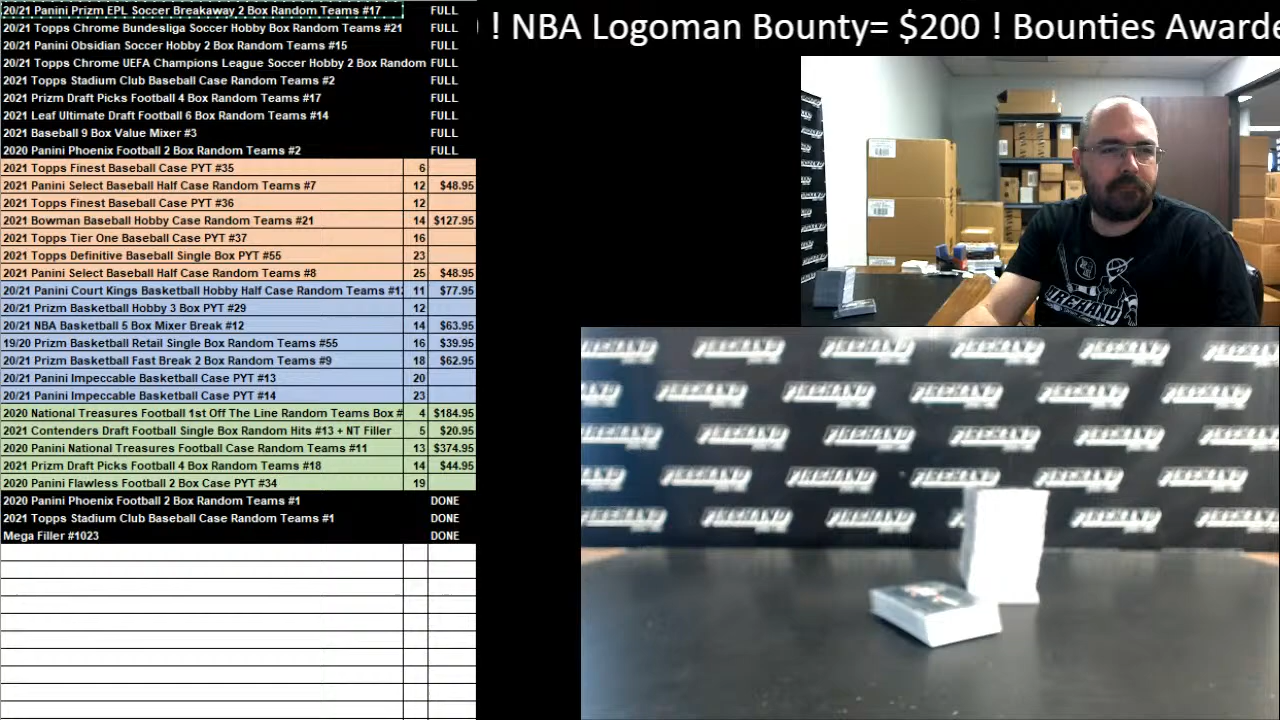 20/21 Panini Prizm EPL Soccer Breakaway 2 Box Random Teams #17 FULL
20/21 Topps Chrome Bundesliga Soccer Hobby Box Random Teams #21 FULL
20/21 Panini Obsidian Soccer Hobby 2 Box Random Teams #15 FULL
20/21 Topps Chrome UEFA Champions League Soccer Hobby 2 Box Random FULL
2021 Topps Stadium Club Baseball Case Random Teams #2 FULL
2021 Prizm Draft Picks Football 4 Box Random Teams #17 FULL
2021 Leaf Ultimate Draft Football 6 Box Random Teams #14 FULL
2021 Baseball 9 Box Value Mixer #3 FULL
2020 Panini Phoenix Football 2 Box Random Teams #2 FULL
2021 Topps Finest Baseball Case PYT #35 6
2021 Panini Select Baseball Half Case Random Teams #7 12 $48.95
2021 Topps Finest Baseball Case PYT #36 12
2021 Bowman Baseball Hobby Case Random Teams #21 14 $127.95
2021 Topps Tier One Baseball Case PYT #37 16
2021 Topps Definitive Baseball Single Box PYT #55 23
2021 Panini Select Baseball Half Case Random Teams #8 25 $48.95
20/21 Panini Court Kings Basketball Hobby Half Case Random Teams 11 $77.95
20/21 Prizm Basketball Hobby 3 Box PYT #29 12
20/21 NBA Basketball 5 Box Mixer Break #12 14 $63.95
19/20 Prizm Basketball Retail Single Box Random Teams #55 16 $39.95
20/21 Prizm Basketball Fast Break 2 Box Random Teams #9 18 $62.95
20/21 Panini Impeccable Basketball Case PYT #13 20
20/21 Panini Impeccable Basketball Case PYT #14 23
2020 National Treasures Football 1st Off The Line Random Teams Box # 4 $184.95
2021 Contenders Draft Football Single Box Random Hits #13 + NT Filler 5 $20.95
2020 Panini National Treasures Football Case Random Teams #11 13 $374.95
2021 Prizm Draft Picks Football 4 Box Random Teams #18 14 $44.95
2020 Panini Flawless Football 2 Box Case PYT #34 19
2020 Panini Phoenix Football 2 Box Random Teams #1 DONE
2021 Topps Stadium Club Baseball Case Random Teams #1 DONE
Mega Filler #1023 DONE
! NBA Logoman Bounty= $200 ! Bounties Awarde
FIREHAND